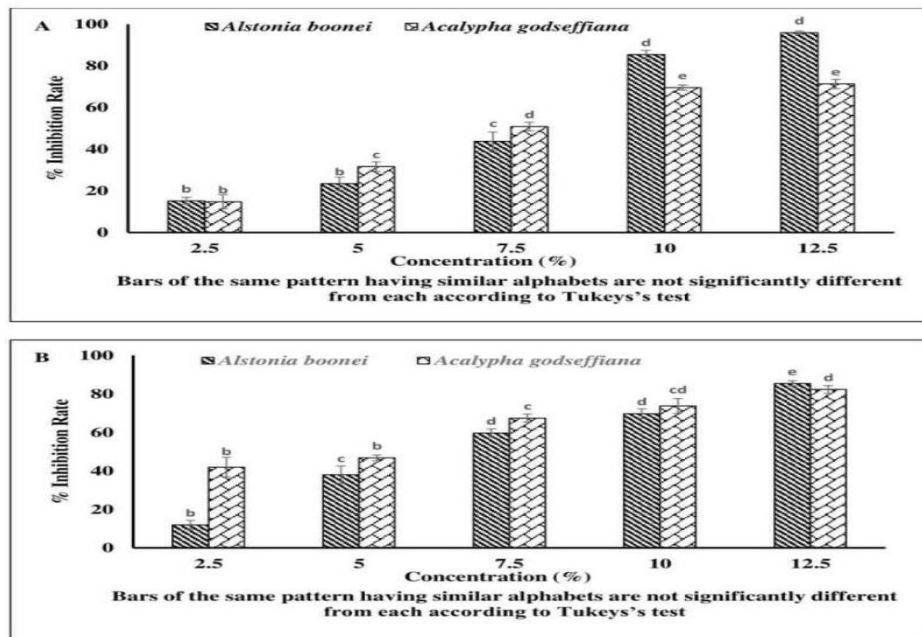 A
Alstonia boonei Acalypha godseffiana
% Inhibition Rate
100
80
60
40
20
0
b b b c c d d e d e
2.5 5 7.5 10 12.5
Concentration (%)
Bars of the same pattern having similar alphabets are not significantly different
from each according to Tukeys's test
B
Alstonia boonei Acalypha godseffiana
% Inhibition Rate
100
80
60
40
20
0
b b c b d c d cd e d
2.5 5 7.5 10 12.5
Concentration (%)
Bars of the same pattern having similar alphabets are not significantly different
from each according to Tukeys's test